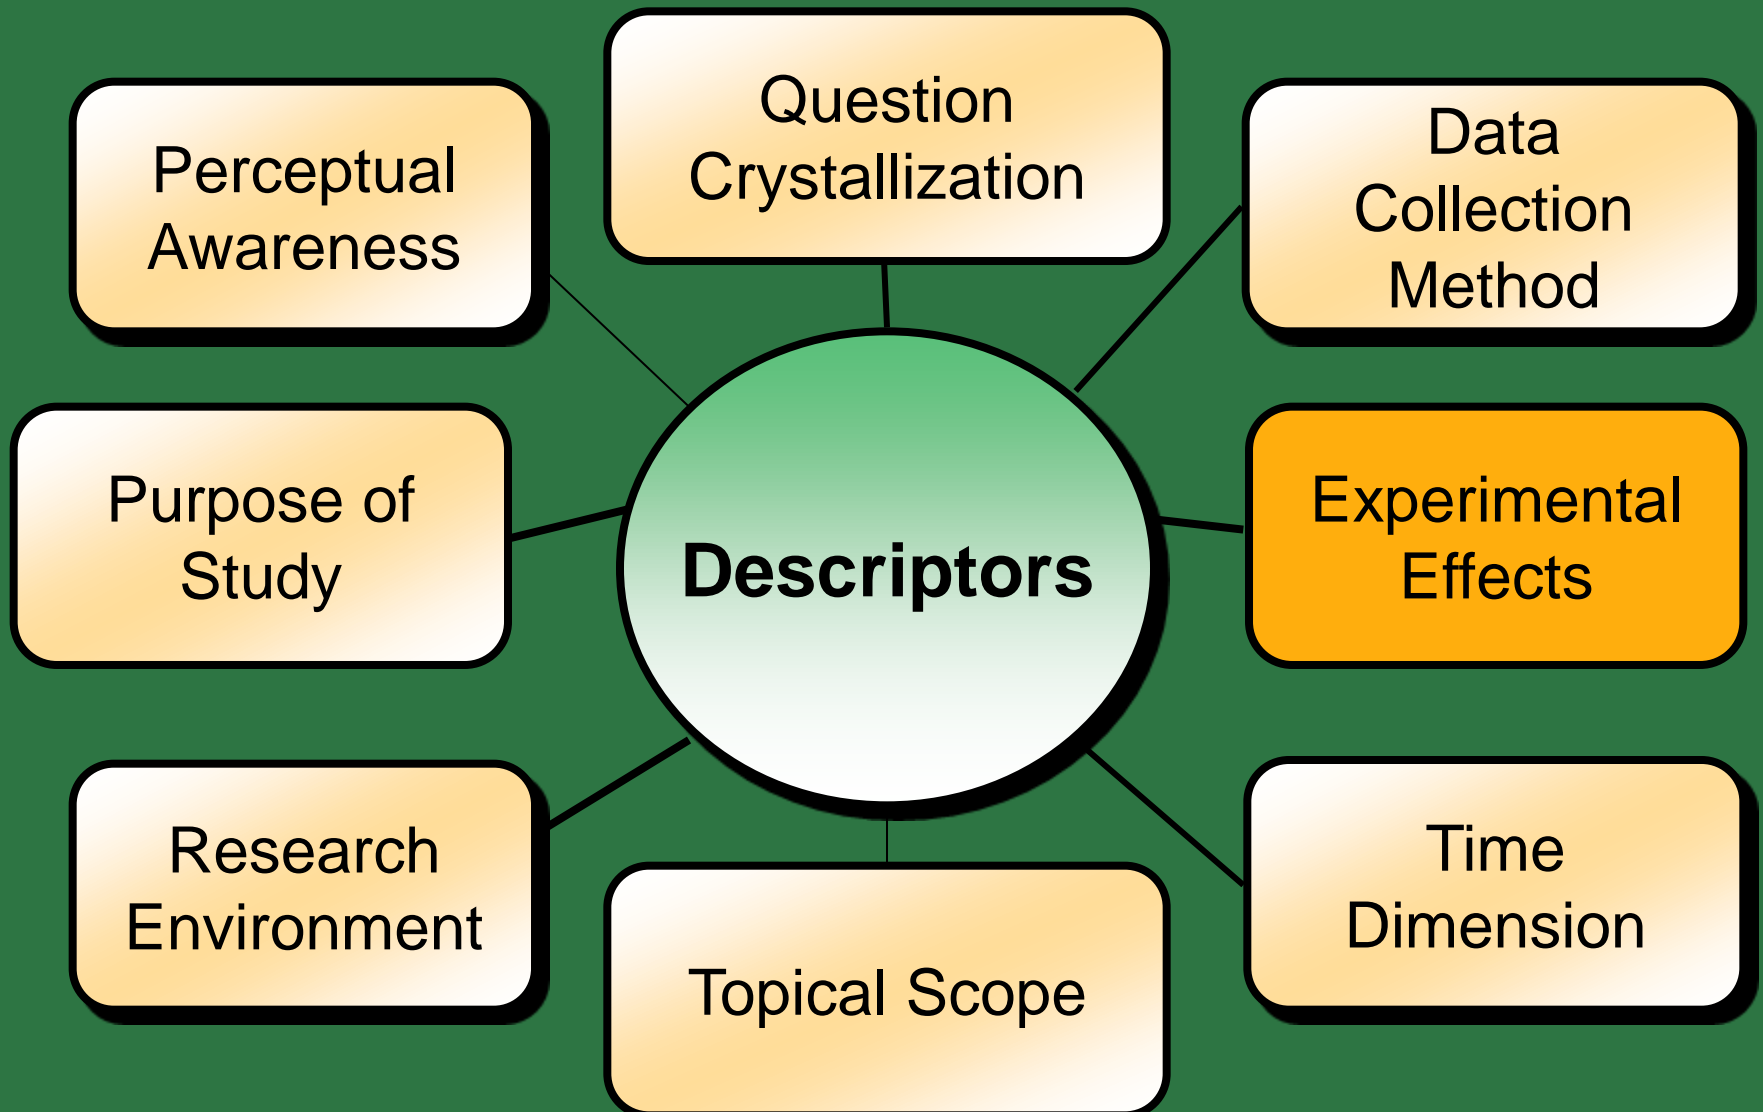 Question
Crystallization
Perceptual
Awareness
Data
Collection
Method
Purpose of
Study
Descriptors
Experimental
Effects
Research
Environment
Topical Scope
Time
Dimension